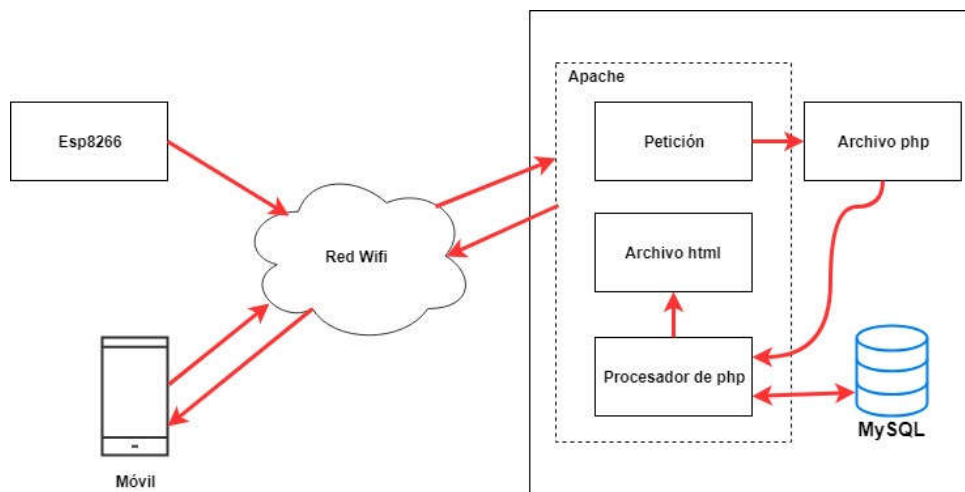 Apache
Esp8266
Petición
Archivo php
Red Wifi
Archivo html
Procesador de php
MySQL
Móvil